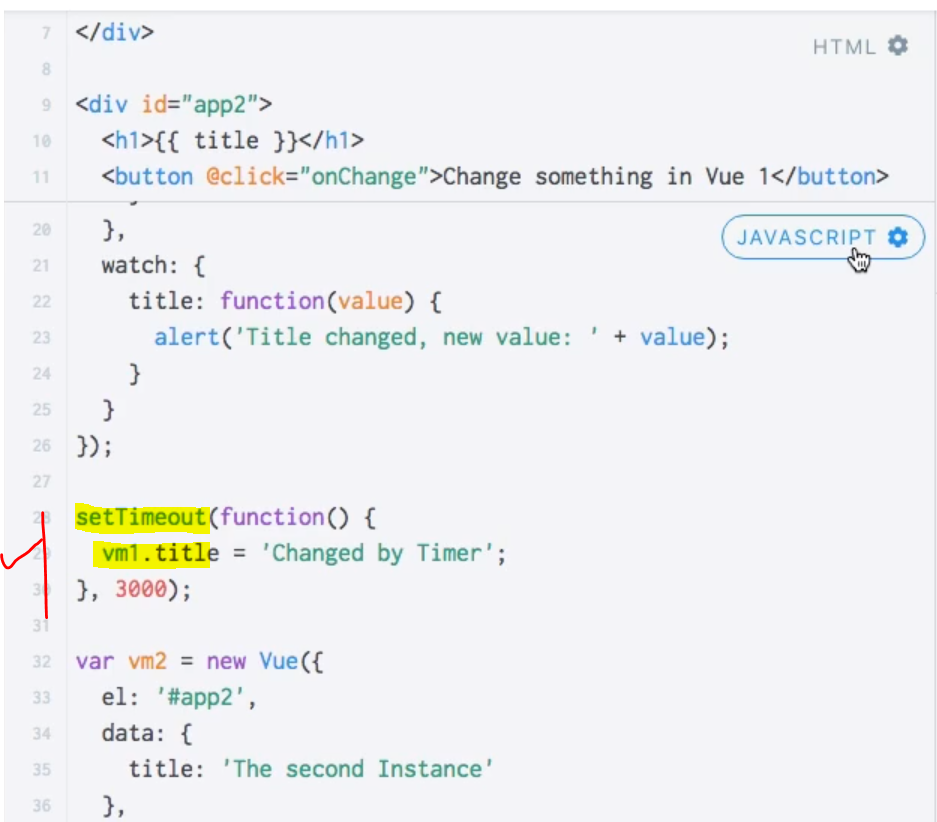 7 </div>
HTML
8
9 <div id="app2">
10 <h1>{{ title }}</h1>
11 <button @click="onChange">Change something in Vue 1</button>
20 },
JAVASCRIPT
21 watch: {
22 title: function(value) {
23 alert('Title changed, new value: ' + value);
24 }
25 }
26 });
27
28 setTimeout(function() {
29 vm1.title = 'Changed by Timer';
30 }, 3000);
31
32 var vm2 = new Vue({
33 el: '#app2',
34 data: {
35 title: 'The second Instance'
36 },